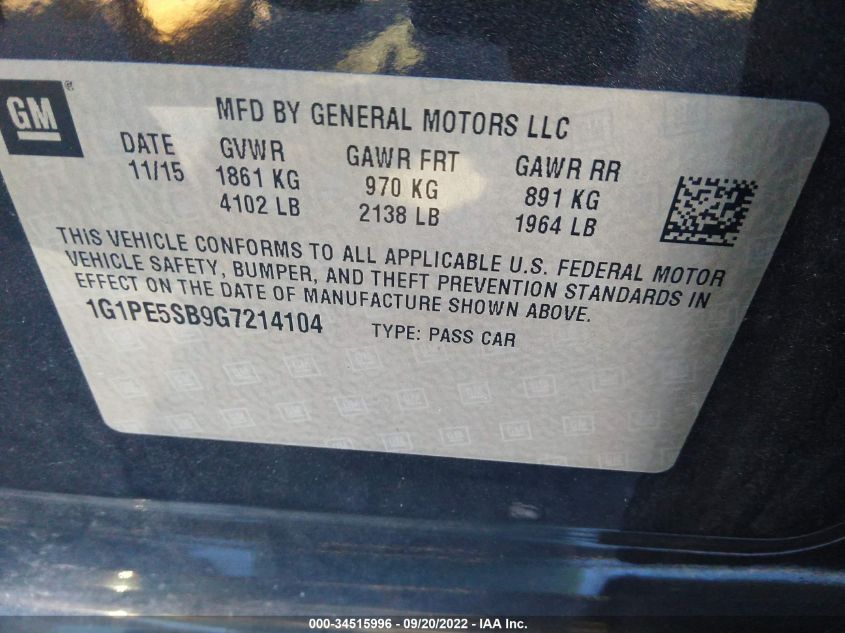 GM
MFD BY GENERAL MOTORS LLC
DATE GVWR GAWR FRT GAWR RR
11/15 1861 KG 970 KG 891 KG
4102 LB 2138 LB 1964 LB
THIS VEHICLE CONFORMS TO ALL APPLICABLE U.S. FEDERAL MOTOR
VEHICLE SAFETY, BUMPER, AND THEFT PREVENTION STANDARDS IN
EFFECT ON THE DATE OF MANUFACTURE SHOWN ABOVE.
1G1PE5SB9G7214104 TYPE: PASS CAR
000-34515996 - 09/20/2022 - IAA Inc.